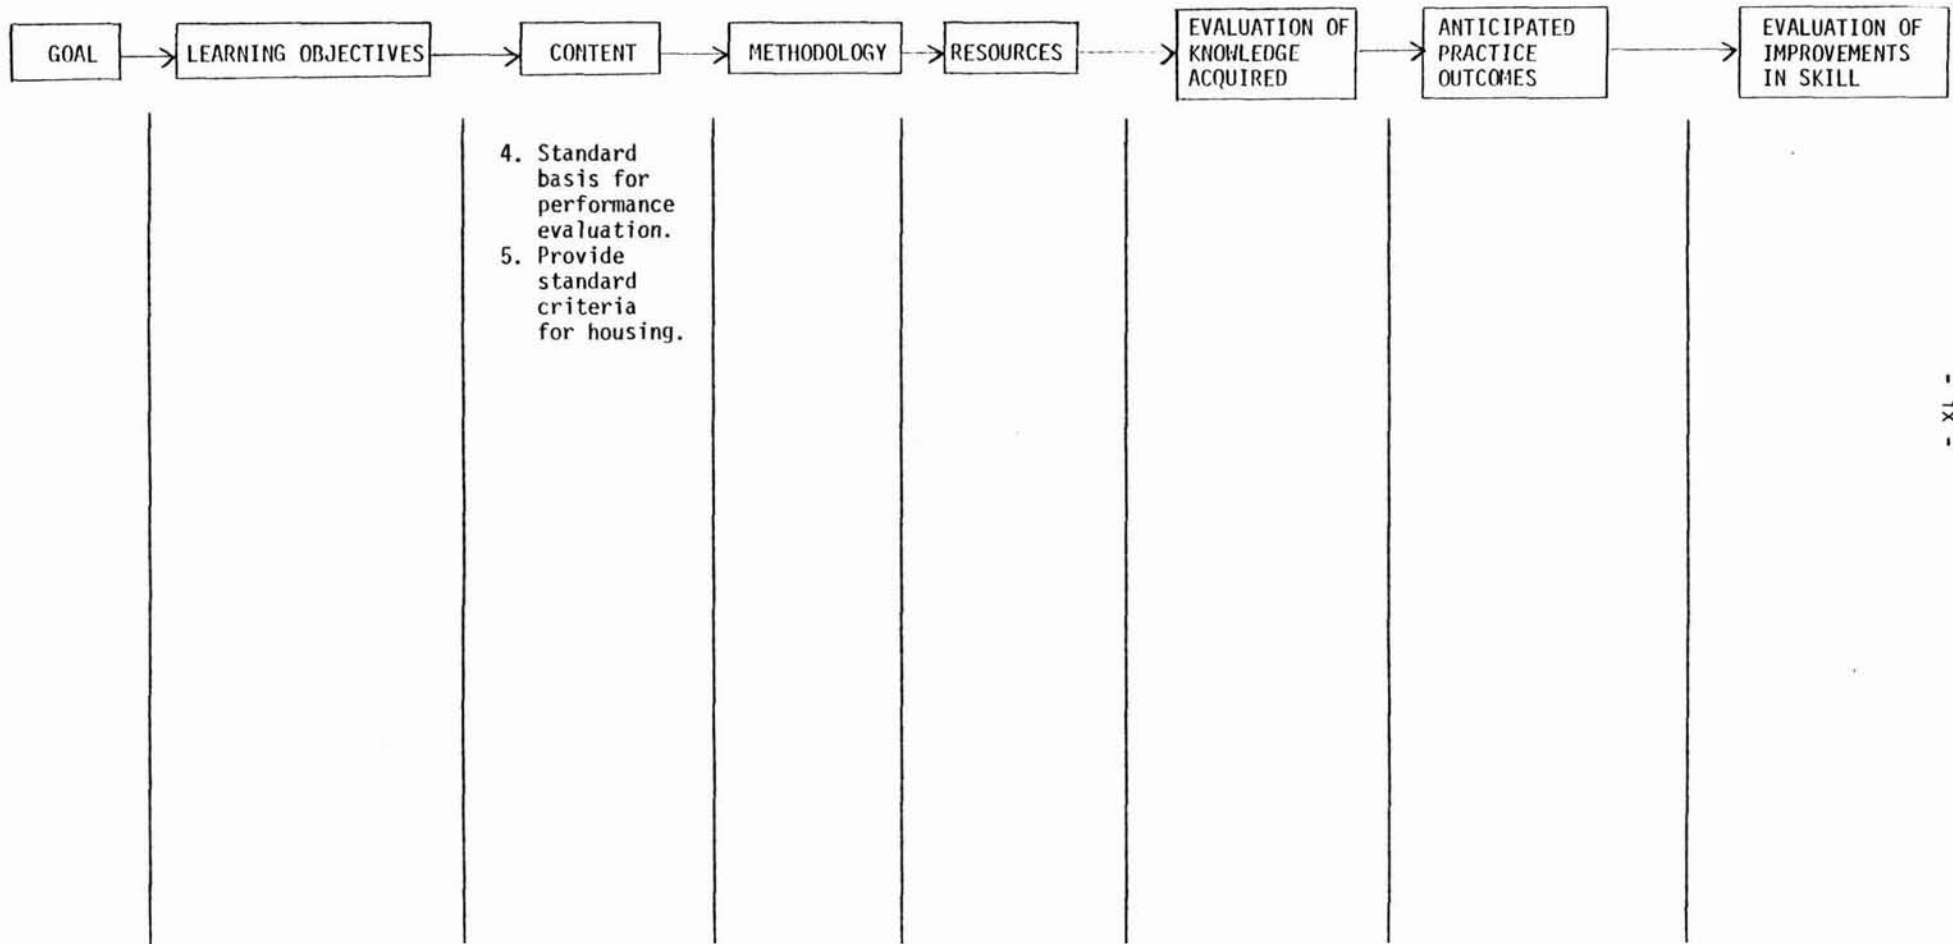 GOAL
LEARNING OBJECTIVES
CONTENT
METHODOLOGY
RESOURCES
EVALUATION OF
KNOWLEDGE
ACQUIRED
ANTICIPATED
PRACTICE
OUTCOMES
EVALUATION OF
IMPROVEMENTS
IN SKILL
4. Standard
basis for
performance
evaluation.
5. Provide
standard
criteria
for housing.
- XL -